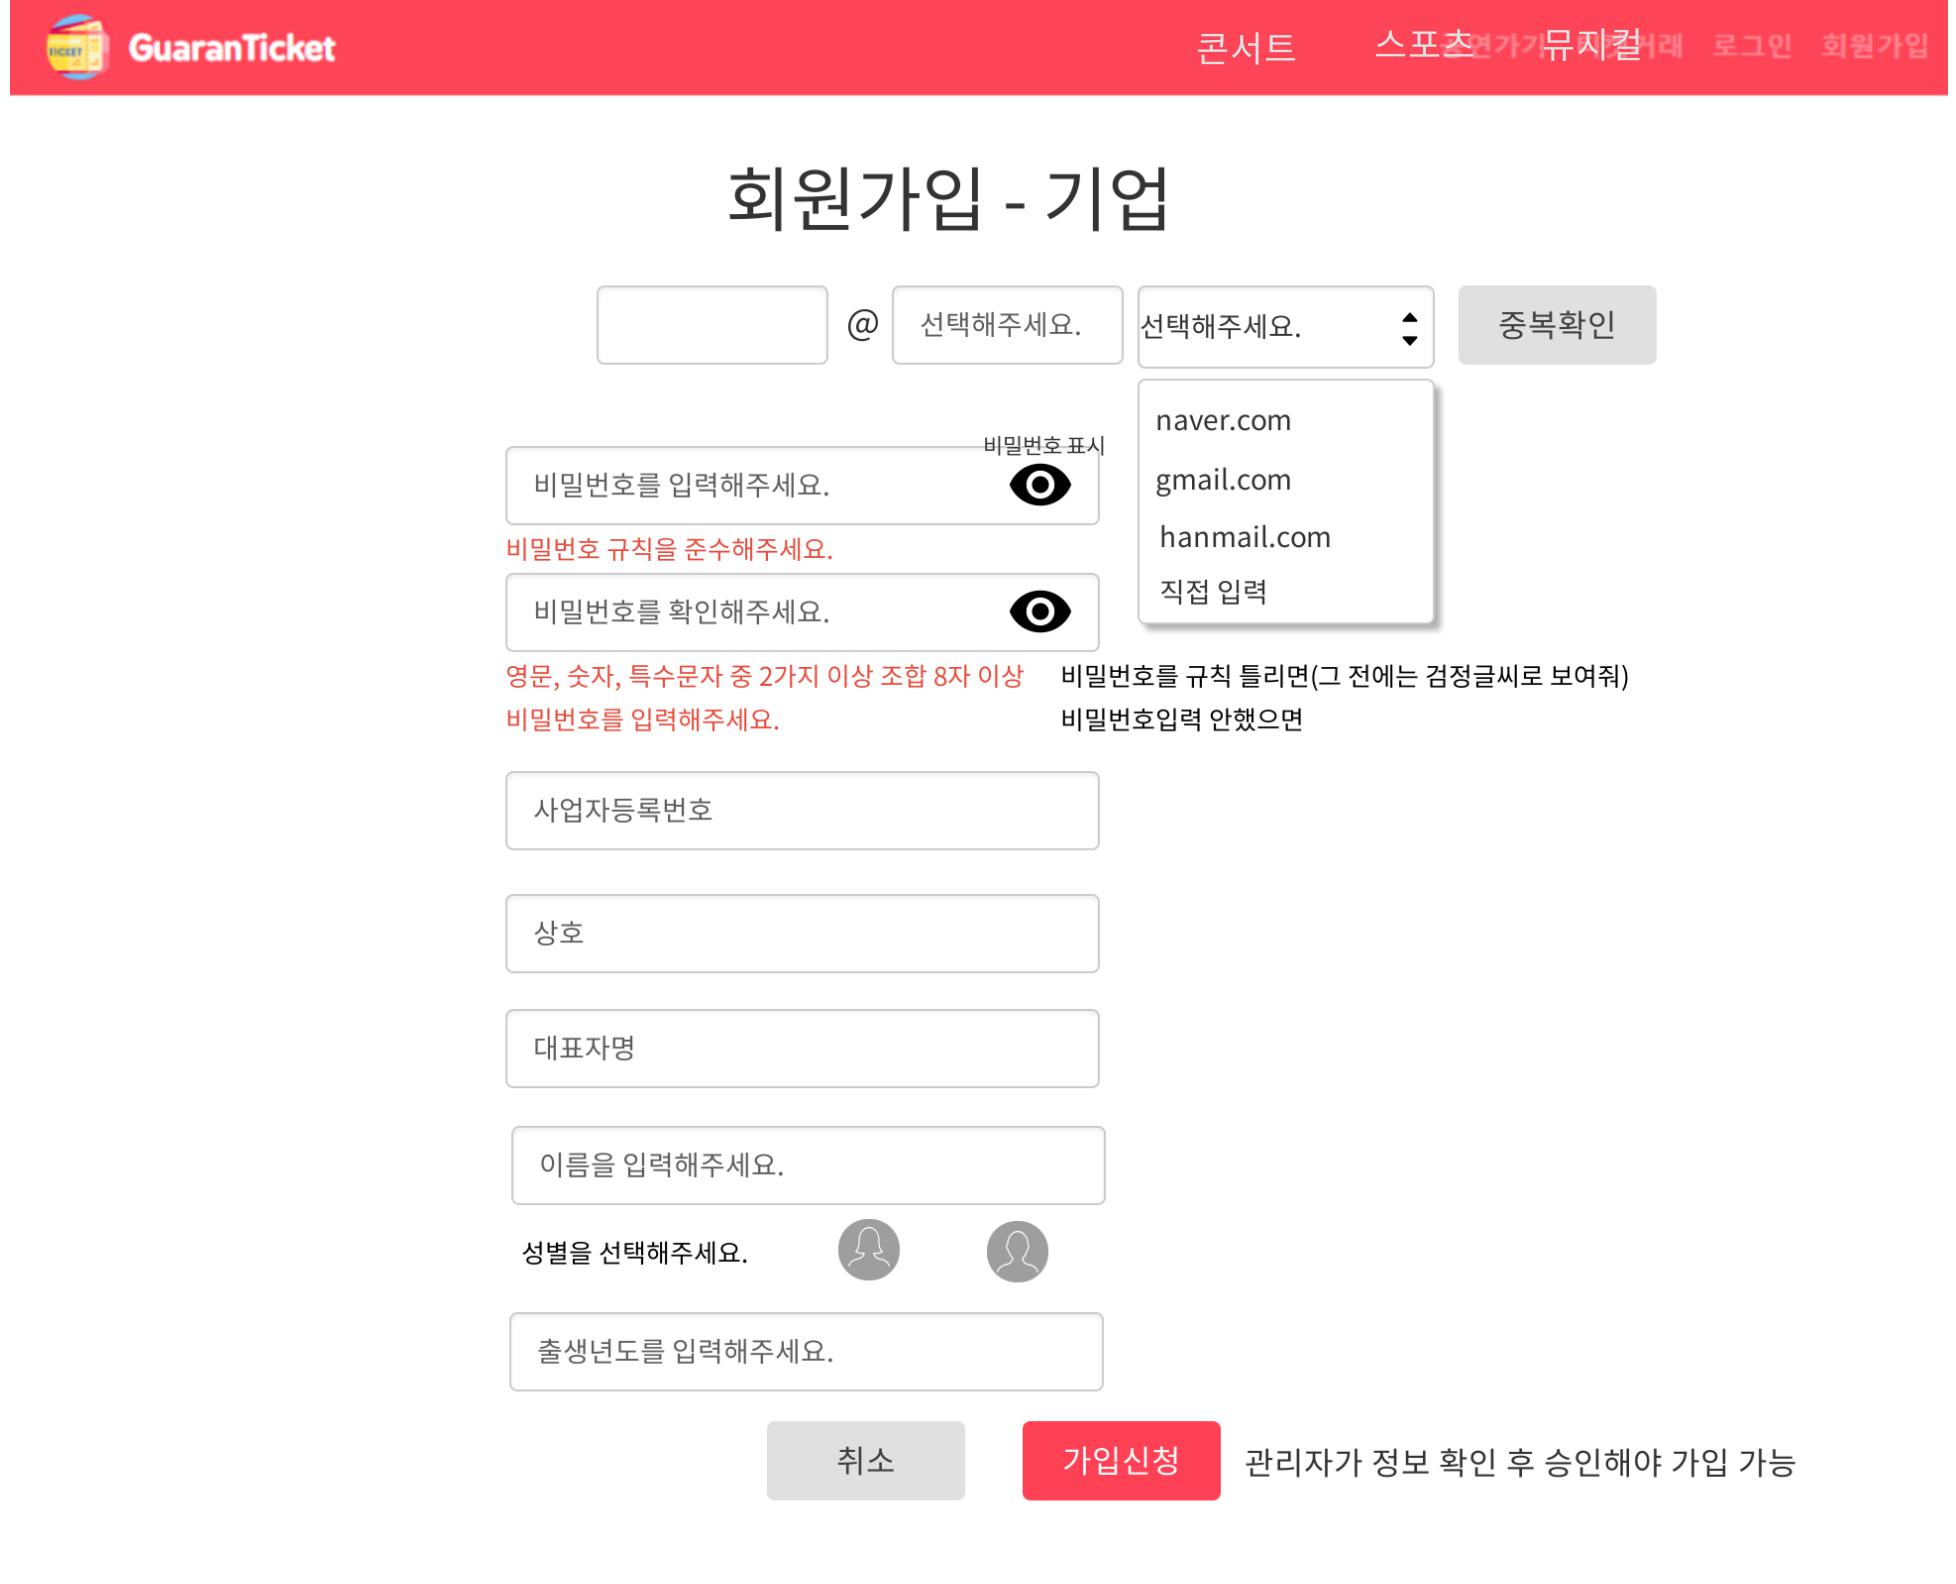 TICKET
GuaranTicket
콘서트 스포츠 뮤지컬 로그인 회원가입
회원가입 - 기업
@ 선택해주세요. 선택해주세요. 중복확인
naver.com
gmail.com
hanmail.com
직접 입력
비밀번호 표시
비밀번호를 입력해주세요.
비밀번호 규칙을 준수해주세요.
비밀번호를 확인해주세요.
영문, 숫자, 특수문자 중 2가지 이상 조합 8자 이상 비밀번호를 규칙 틀리면(그 전에는 검정글씨로 보여줘)
비밀번호를 입력해주세요. 비밀번호입력 안했으면
사업자등록번호
상호
대표자명
이름을 입력해주세요.
성별을 선택해주세요.
출생년도를 입력해주세요.
취소 가입신청 관리자가 정보 확인 후 승인해야 가입 가능